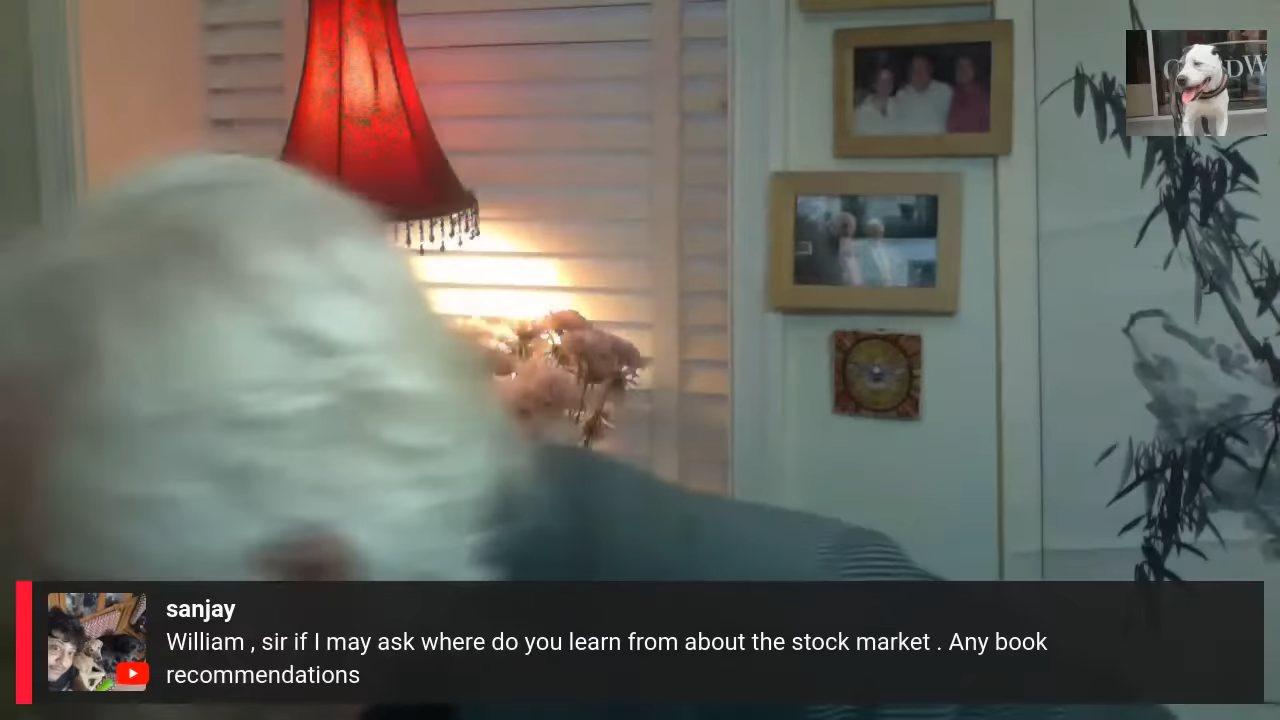 sanjay
William , sir if I may ask where do you learn from about the stock market . Any book
recommendations